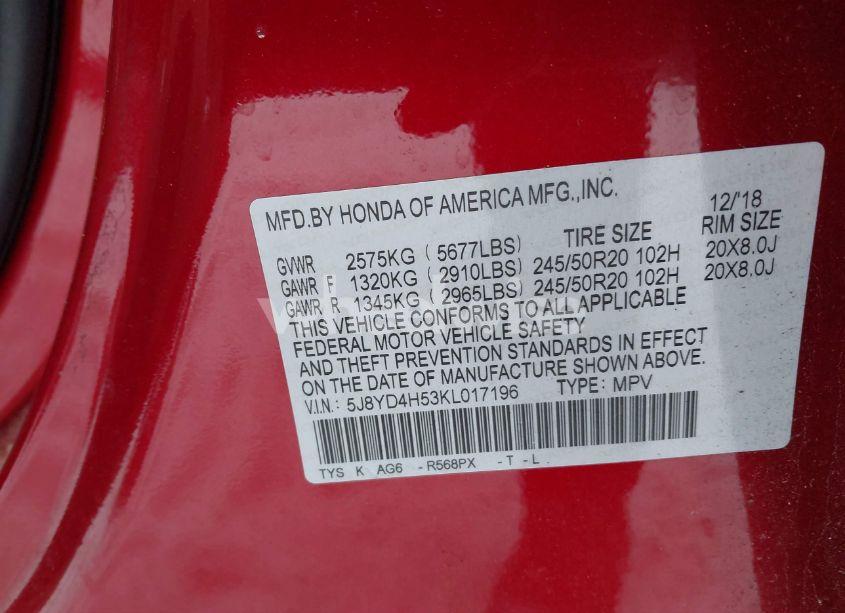 MFD.BY HONDA OF AMERICA MFG.,INC. 12/'18
TIRE SIZE RIM SIZE
GVWR 2575KG ( 5677LBS)
GAWR F 1320KG ( 2910LBS) 245/50R20 102H 20X8.0J
GAWR R 1345KG ( 2965LBS) 245/50R20 102H 20X8.0J
THIS VEHICLE CONFORMS TO ALL APPLICABLE
FEDERAL MOTOR VEHICLE SAFETY
AND THEFT PREVENTION STANDARDS IN EFFECT
ON THE DATE OF MANUFACTURE SHOWN ABOVE.
V.I.N.: 5J8YD4H53KL017196 TYPE: MPV
TYS K AG6 - R568PX - T - L